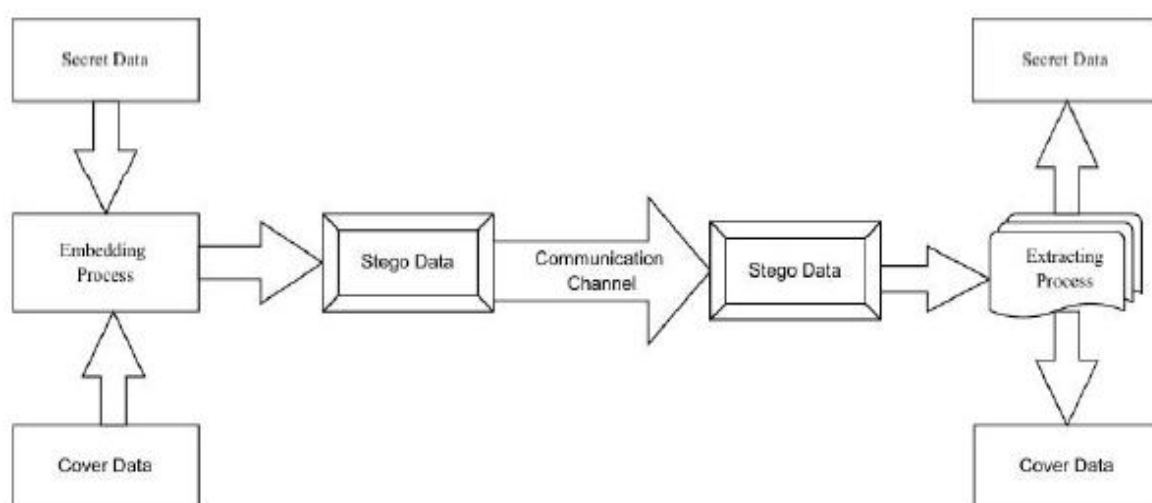 Secret Data
Secret Data
Embedding
Process
Stego Data
Communication
Channel
Stego Data
Extracting
Process
Cover Data
Cover Data